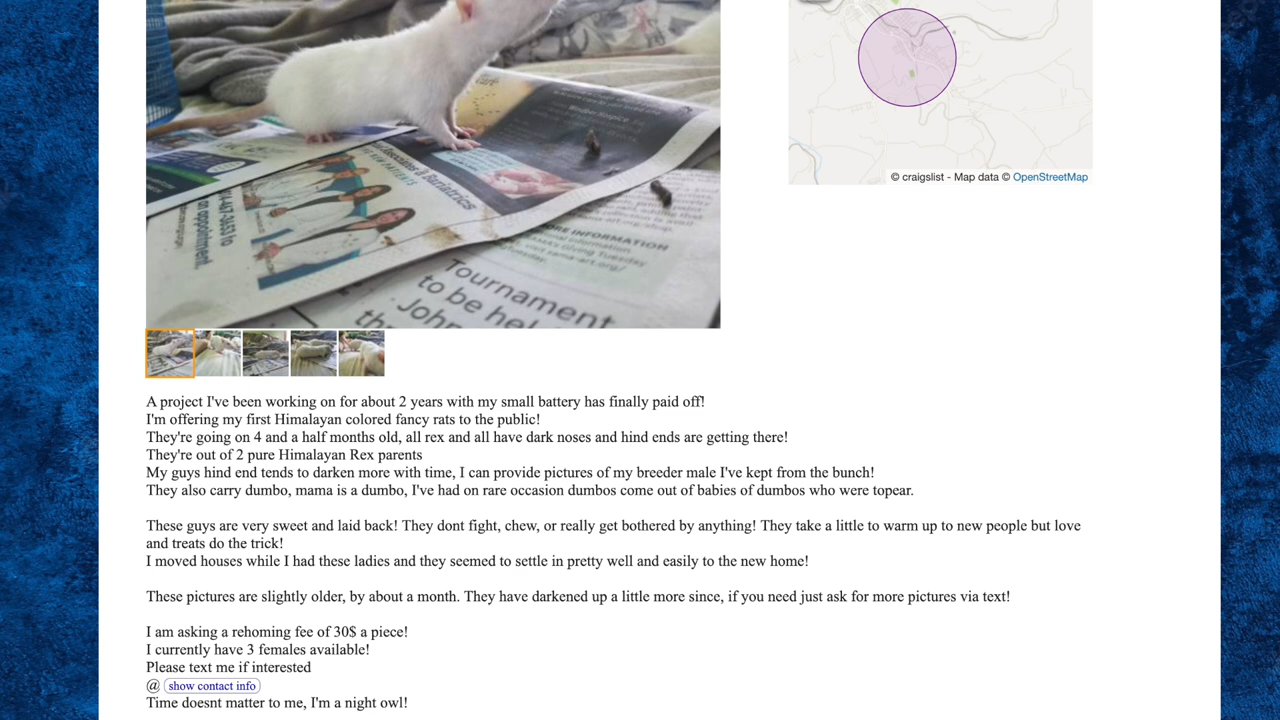 & Bariatrics
NEW PATIENTS
to
an appointment.
RE INFORMATION
Tournament
to be hel
John
th
© craigslist - Map data © OpenStreetMap
A project I've been working on for about 2 years with my small battery has finally paid off!
I'm offering my first Himalayan colored fancy rats to the public!
They're going on 4 and a half months old, all rex and all have dark noses and hind ends are getting there!
They're out of 2 pure Himalayan Rex parents
My guys hind end tends to darken more with time, I can provide pictures of my breeder male I've kept from the bunch!
They also carry dumbo, mama is a dumbo, I've had on rare occasion dumbos come out of babies of dumbos who were topear.
These guys are very sweet and laid back! They dont fight, chew, or really get bothered by anything! They take a little to warm up to new people but love
and treats do the trick!
I moved houses while I had these ladies and they seemed to settle in pretty well and easily to the new home!
These pictures are slightly older, by about a month. They have darkened up a little more since, if you need just ask for more pictures via text!
I am asking a rehoming fee of 30$ a piece!
I currently have 3 females available!
Please text me if interested
@ show contact info
Time doesnt matter to me, I'm a night owl!